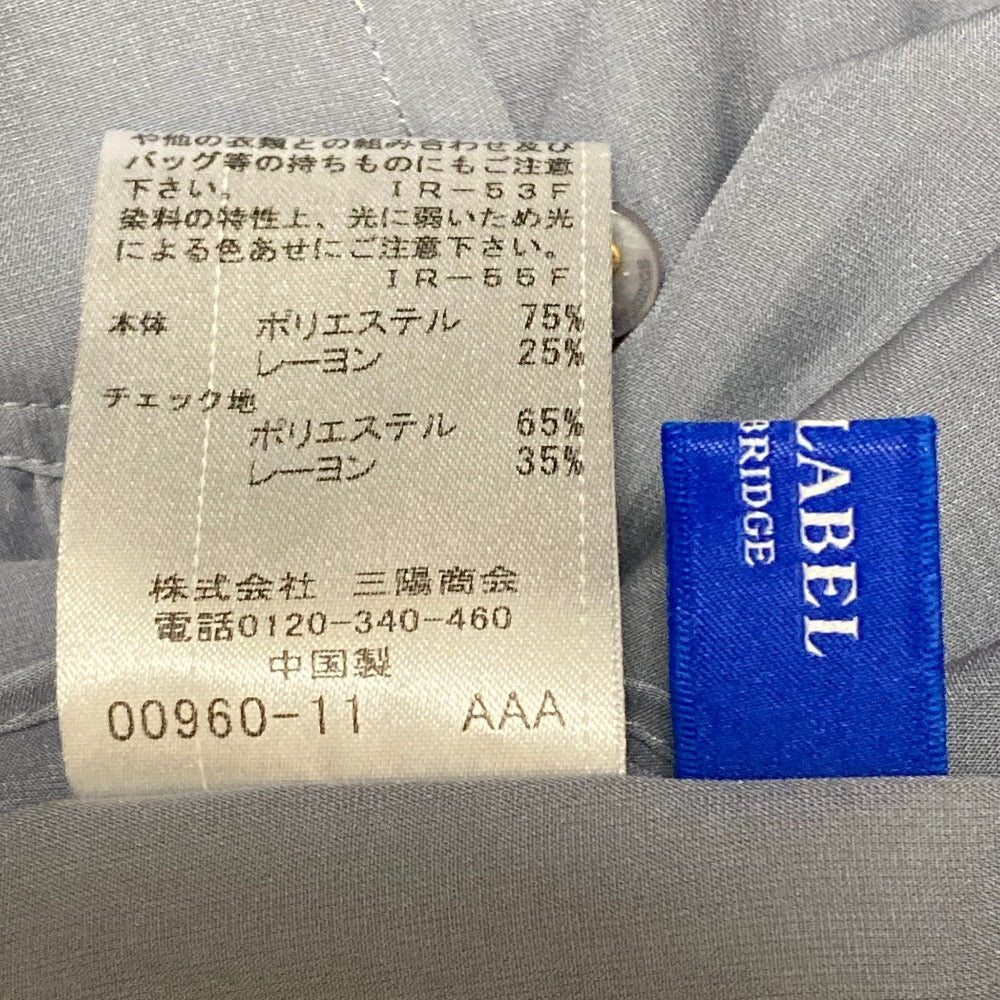 や他の衣類との組み合わせ及び
バッグ等の持ちものにもご注意
下さい。 IR-53F
染料の特性上、光に弱いため光
による色あせにご注意下さい。
IR-55F
本体 ポリエステル 75%
レーヨン 25%
チェック地
ポリエステル 65%
レーヨン 35%
株式会社 三陽商会
電話0120-340-460
中国製
00960-11 AAA
LABEL
BRIDGE